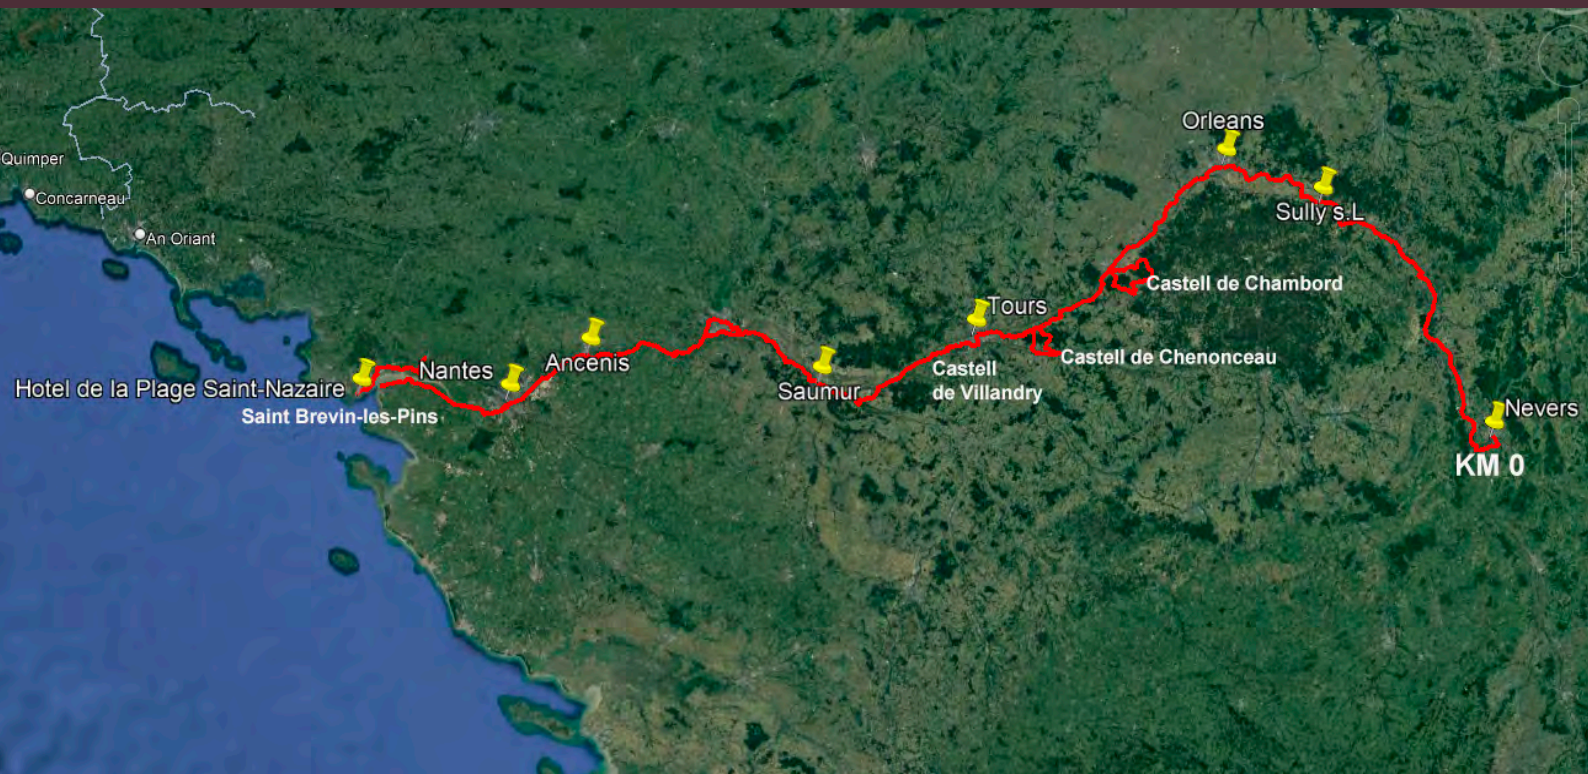 Orleans
Quimper
Concarneau
Sully s.L
An Oriant
Castell de Chambord
Tours
Castell de Chenonceau
Ancenis
Nantes
Castell
de Villandry
Hotel de la Plage Saint-Nazaire
Saumur
Saint Brevin-les-Pins
Nevers
KM 0